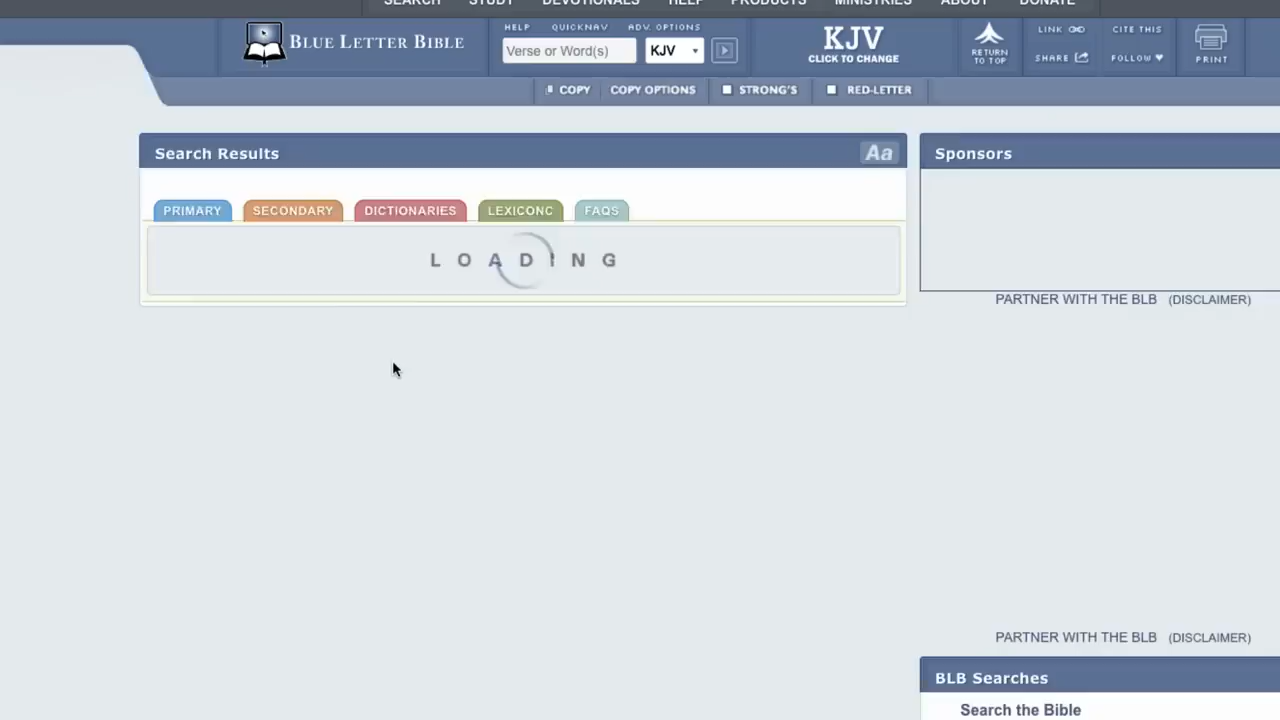 SEARCH STUDY DEVOTIONALS HELP PRODUCTS MINISTRIES ABOUT DONATE
BLUE LETTER BIBLE
HELP QUICKNAV ADV. OPTIONS
Verse or Word(s) KJV
KJV
CLICK TO CHANGE
RETURN
TO TOP
LINK CITE THIS
SHARE FOLLOW
PRINT
COPY COPY OPTIONS STRONG'S RED-LETTER
Search Results Aa
Sponsors
PRIMARY SECONDARY DICTIONARIES LEXICONC FAQS
LOADING
PARTNER WITH THE BLB (DISCLAIMER)
PARTNER WITH THE BLB (DISCLAIMER)
BLB Searches
Search the Bible